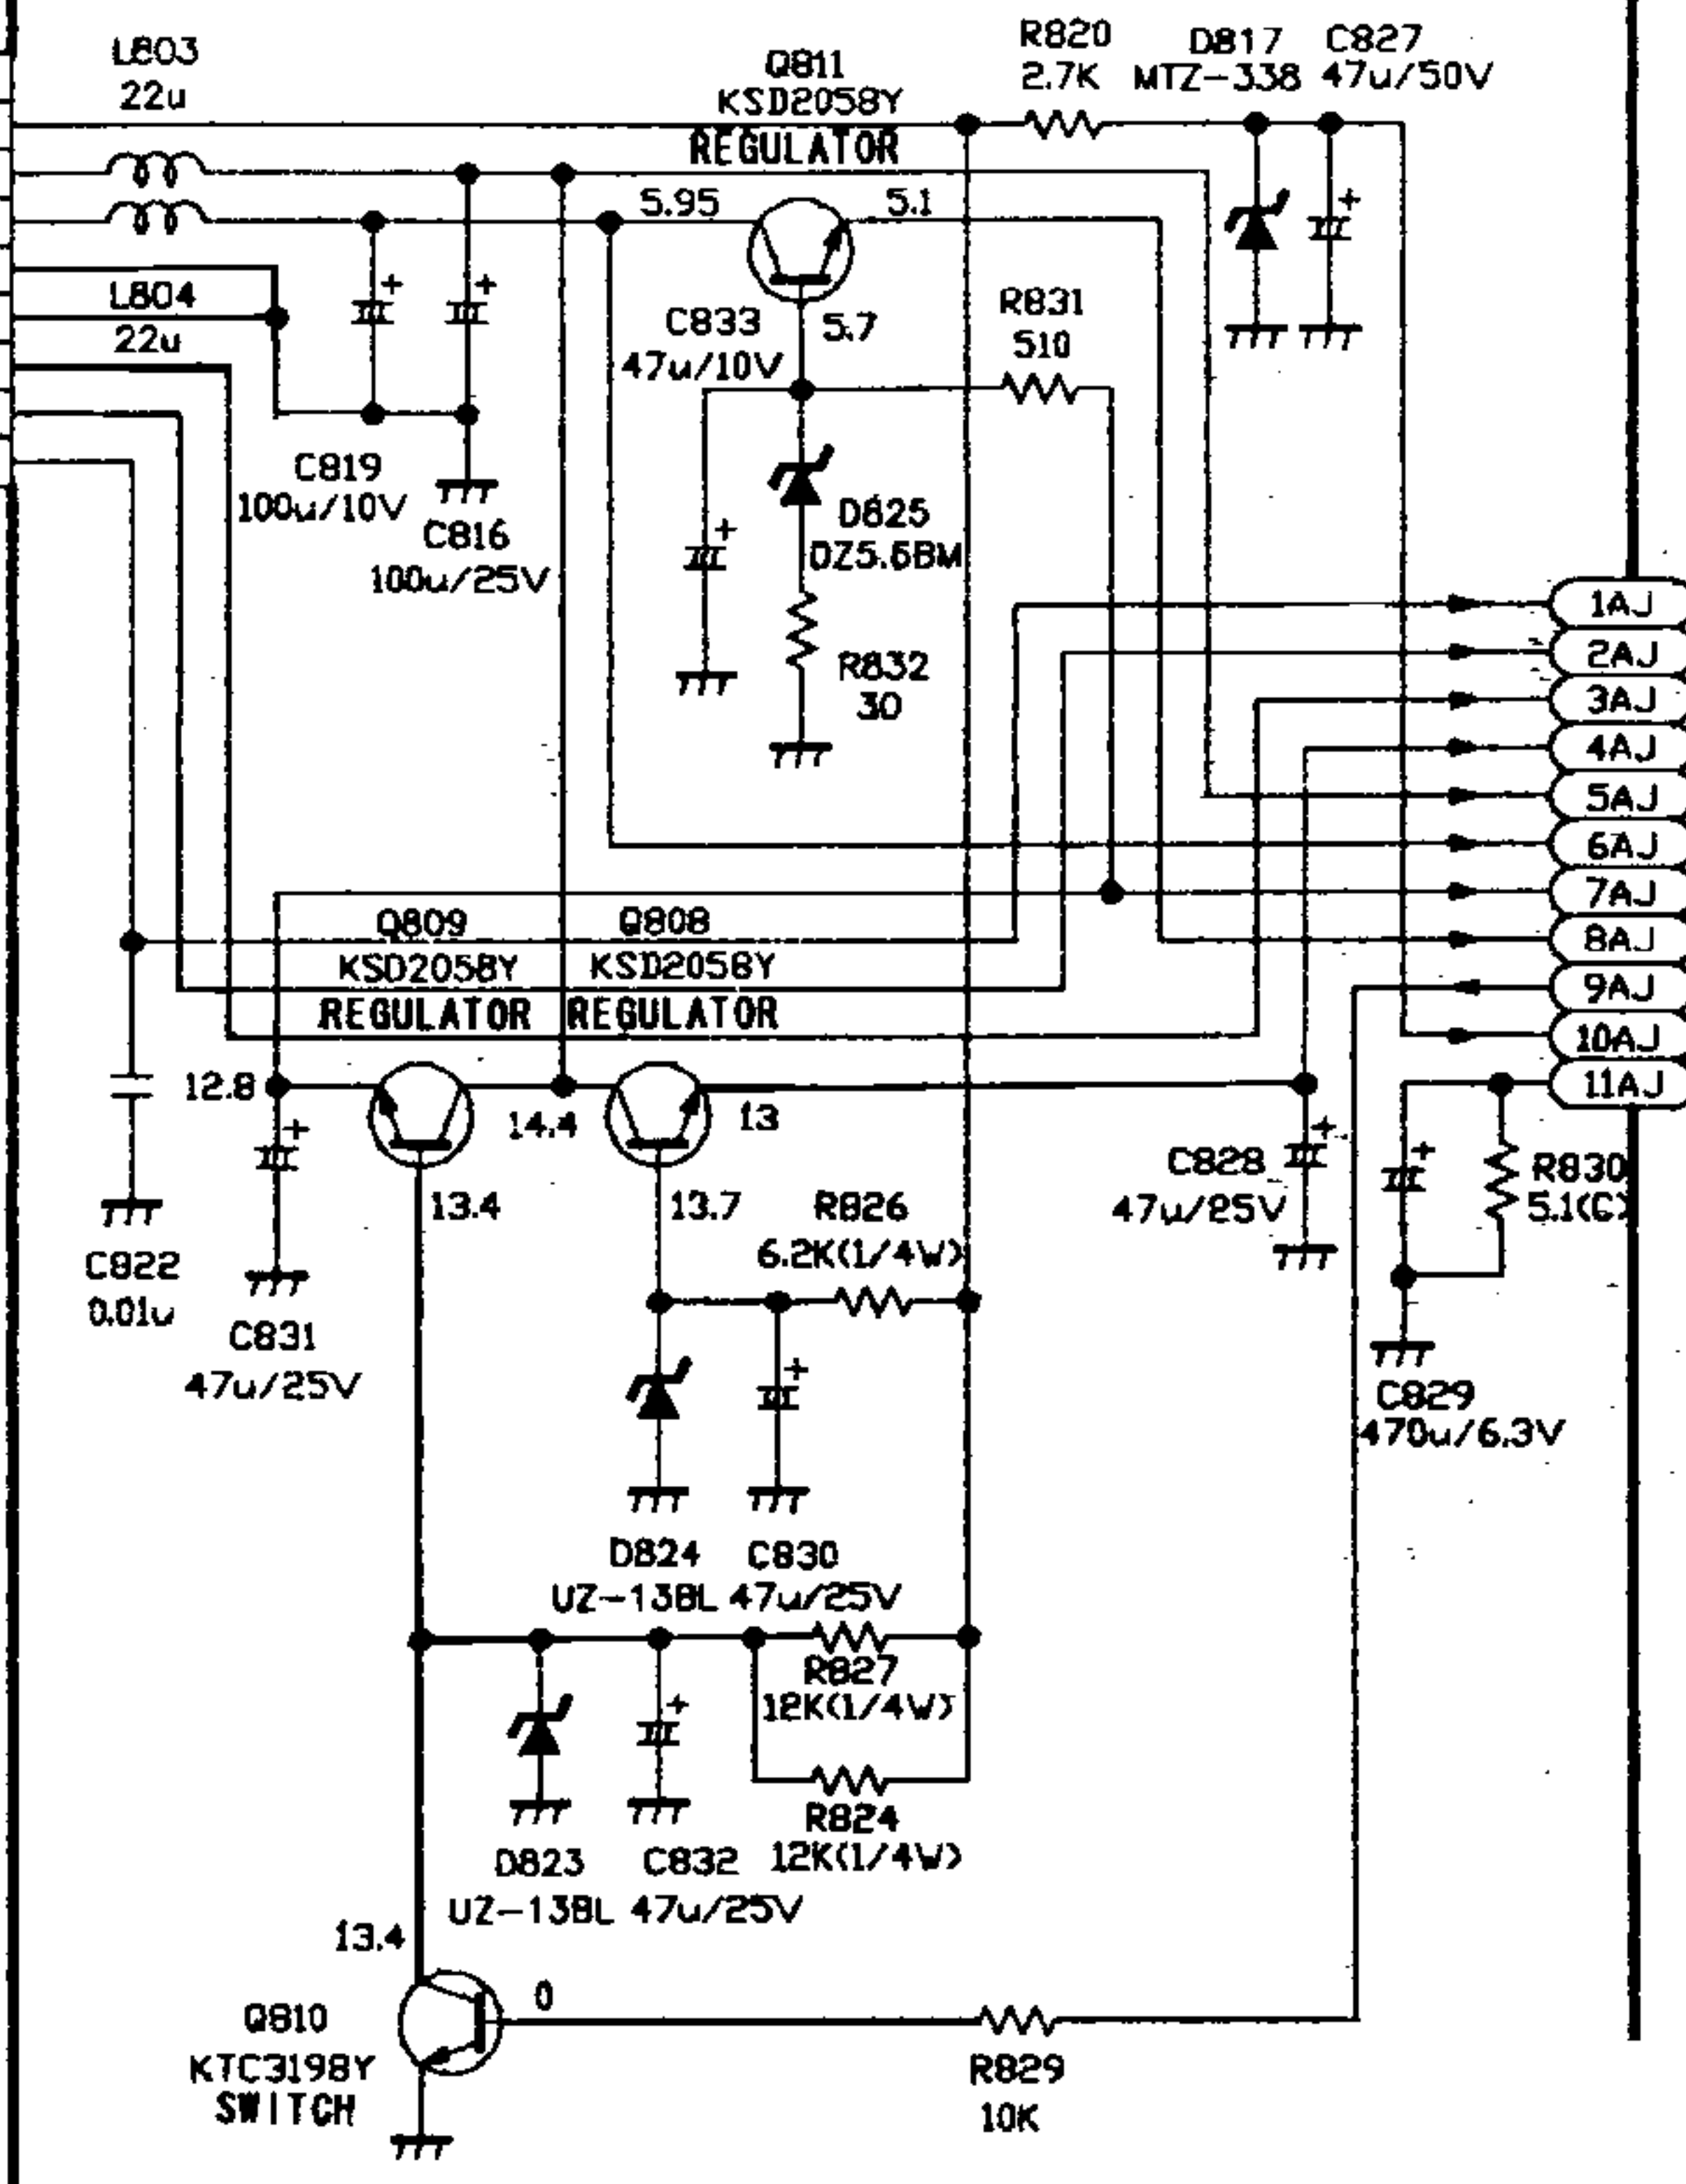 L803
22u
Q811
KSD2058Y
REGULATOR
R820
2.7K
D817
MTZ-33B
C827
47u/50V
5.95
5.1
L804
22u
C833
47u/10V
5.7
R831
510
C819
100u/10V
C816
100u/25V
D825
DZ5.6BM
R832
30
1AJ
2AJ
3AJ
4AJ
5AJ
6AJ
7AJ
8AJ
9AJ
10AJ
11AJ
Q809
KSD2058Y
REGULATOR
Q808
KSD2058Y
REGULATOR
12.8
14.4
13
13.4
13.7
R826
6.2K(1/4W)
C828
47u/25V
R830
5.1(C)
C822
0.01u
C831
47u/25V
C829
470u/6.3V
D824
UZ-13BL
C830
47u/25V
R827
12K(1/4W)
R824
12K(1/4W)
D823
UZ-13BL
C832
47u/25V
13.4
0
Q810
KTC3198Y
SWITCH
R829
10K